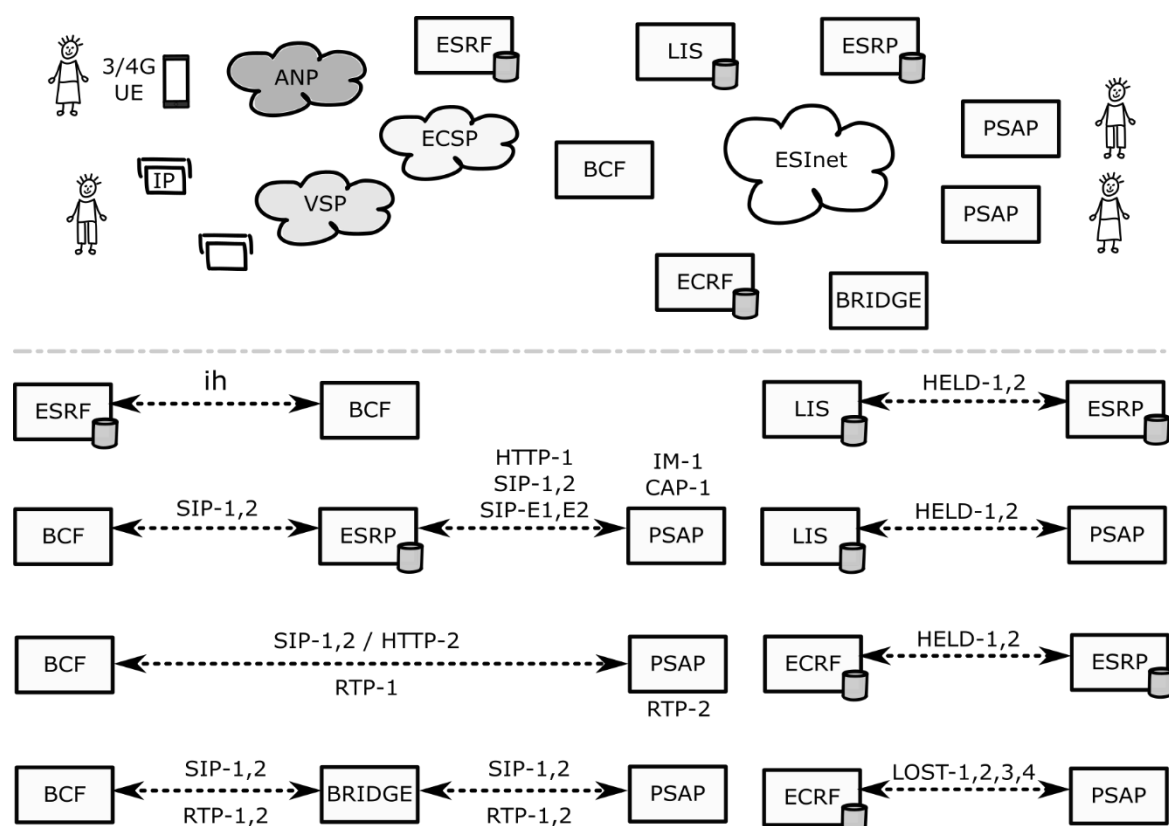 ESRF
LIS
ESRP
3/4G
UE
ANP
ECSP
PSAP
BCF
ESInet
IP
VSP
PSAP
ECRF
BRIDGE
ESRF
ih
BCF
LIS
HELD-1,2
ESRP
BCF
SIP-1,2
ESRP
HTTP-1
SIP-1,2
SIP-E1,E2
IM-1
CAP-1
PSAP
LIS
HELD-1,2
PSAP
BCF
SIP-1,2 / HTTP-2
RTP-1
PSAP
RTP-2
ECRF
HELD-1,2
ESRP
BCF
SIP-1,2
RTP-1,2
BRIDGE
SIP-1,2
RTP-1,2
PSAP
ECRF
LOST-1,2,3,4
PSAP